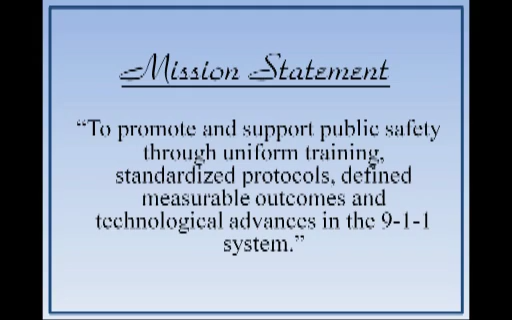 Mission Statement
“To promote and support public safety
through uniform training,
standardized protocols, defined
measurable outcomes and
technological advances in the 9-1-1
system.”